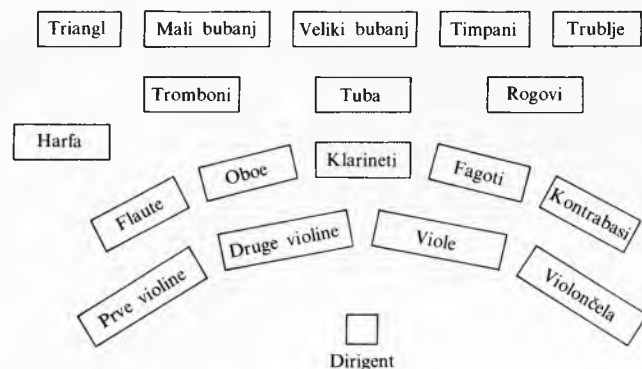 Triangl
Mali bubanj
Veliki bubanj
Timpani
Trublje
Tromboni
Tuba
Rogovi
Harfa
Flaute
Oboe
Klarineti
Fagoti
Kontrabasi
Prve violine
Druge violine
Viole
Violončela
Dirigent